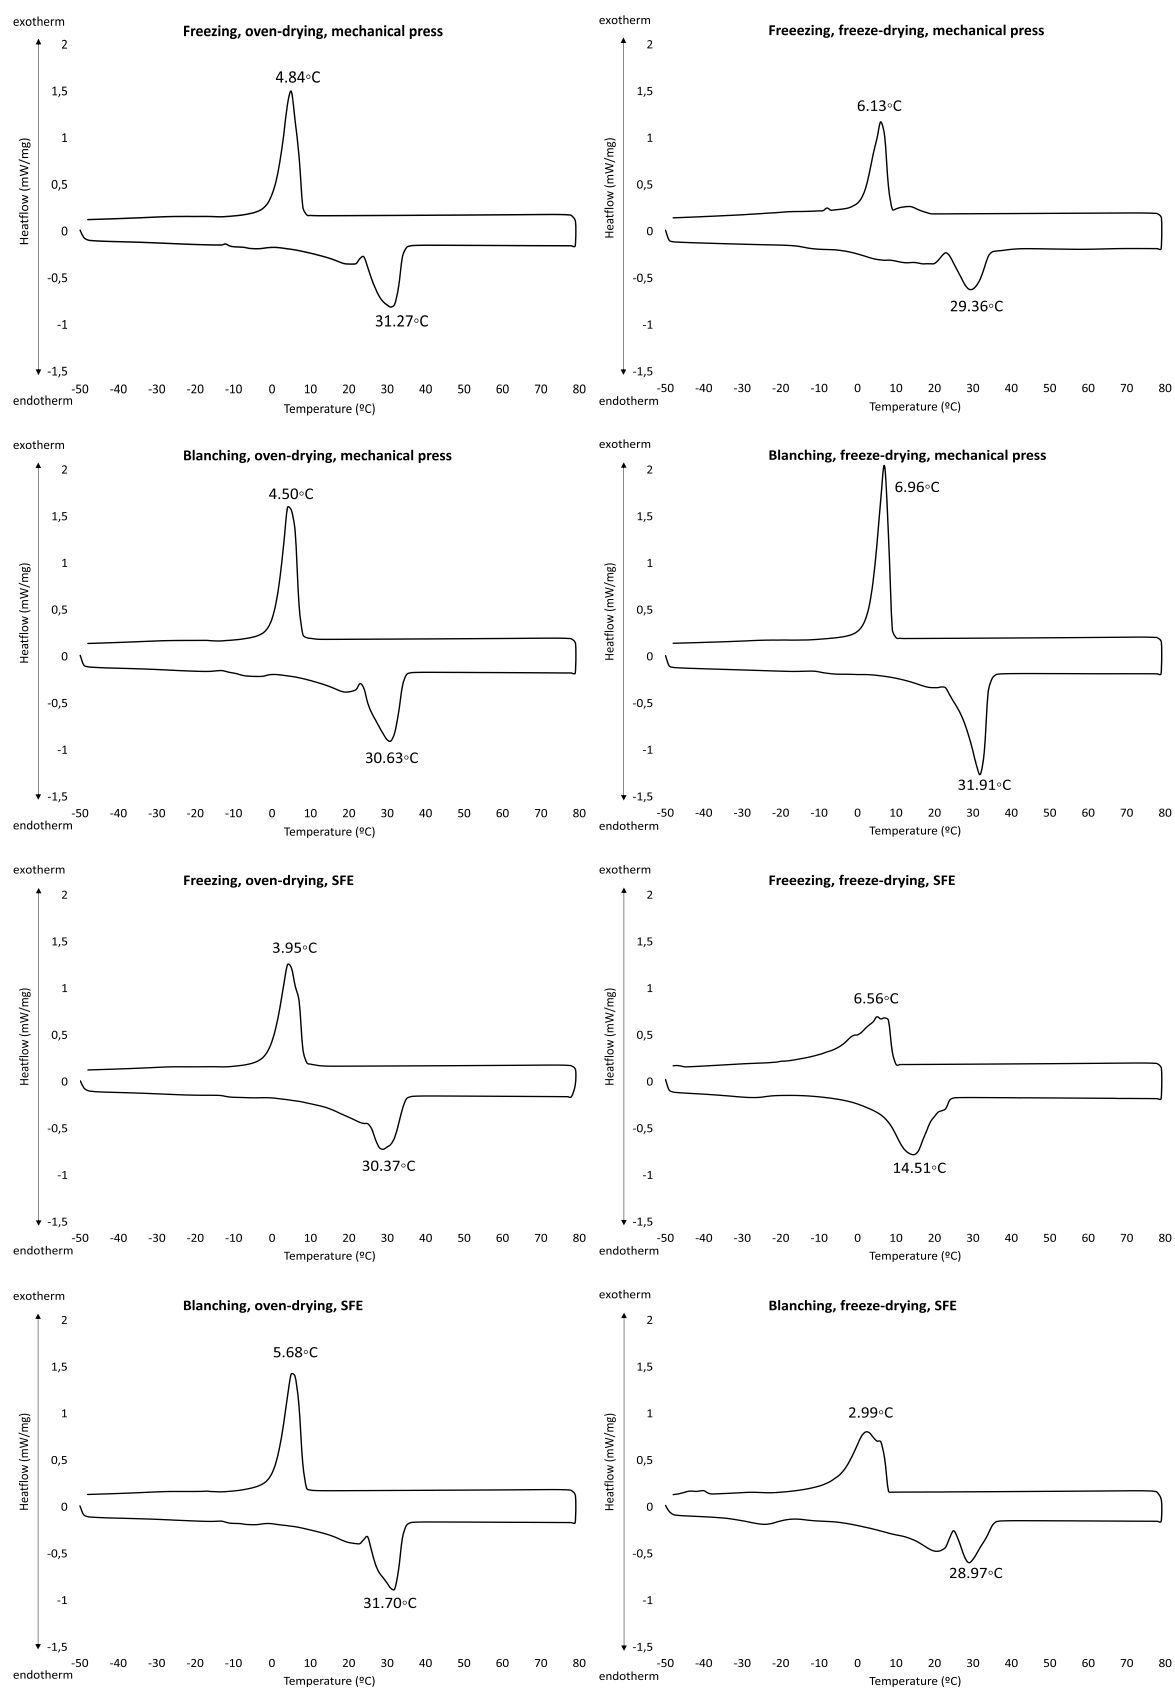 exotherm
Freezing, oven-drying, mechanical press
2
4.84°C
1,5
1
0,5
0
-0,5
-1
-1,5
Heatflow (mW/mg)
31.27°C
-50 -40 -30 -20 -10 0 10 20 30 40 50 60 70 80
endotherm
Temperature (ºC)
exotherm
Freeezing, freeze-drying, mechanical press
2
1,5
6.13°C
1
0,5
0
-0,5
-1
-1,5
Heatflow (mW/mg)
29.36°C
-50 -40 -30 -20 -10 0 10 20 30 40 50 60 70 80
endotherm
Temperature (ºC)
exotherm
Blanching, oven-drying, mechanical press
2
4.50°C
1,5
1
0,5
0
-0,5
-1
-1,5
Heatflow (mW/mg)
30.63°C
-50 -40 -30 -20 -10 0 10 20 30 40 50 60 70 80
endotherm
Temperature (ºC)
exotherm
Blanching, freeze-drying, mechanical press
2
6.96°C
1,5
1
0,5
0
-0,5
-1
-1,5
Heatflow (mW/mg)
31.91°C
-50 -40 -30 -20 -10 0 10 20 30 40 50 60 70 80
endotherm
Temperature (ºC)
exotherm
Freezing, oven-drying, SFE
2
1,5
3.95°C
1
0,5
0
-0,5
-1
-1,5
Heatflow (mW/mg)
30.37°C
-50 -40 -30 -20 -10 0 10 20 30 40 50 60 70 80
endotherm
Temperature (ºC)
exotherm
Freeezing, freeze-drying, SFE
2
1,5
1
6.56°C
0,5
0
-0,5
-1
-1,5
Heatflow (mW/mg)
14.51°C
-50 -40 -30 -20 -10 0 10 20 30 40 50 60 70 80
endotherm
Temperature (ºC)
exotherm
Blanching, oven-drying, SFE
2
5.68°C
1,5
1
0,5
0
-0,5
-1
-1,5
Heatflow (mW/mg)
31.70°C
-50 -40 -30 -20 -10 0 10 20 30 40 50 60 70 80
endotherm
Temperature (ºC)
exotherm
Blanching, freeze-drying, SFE
2
1,5
2.99°C
1
0,5
0
-0,5
-1
-1,5
Heatflow (mW/mg)
28.97°C
-50 -40 -30 -20 -10 0 10 20 30 40 50 60 70 80
endotherm
Temperature (ºC)